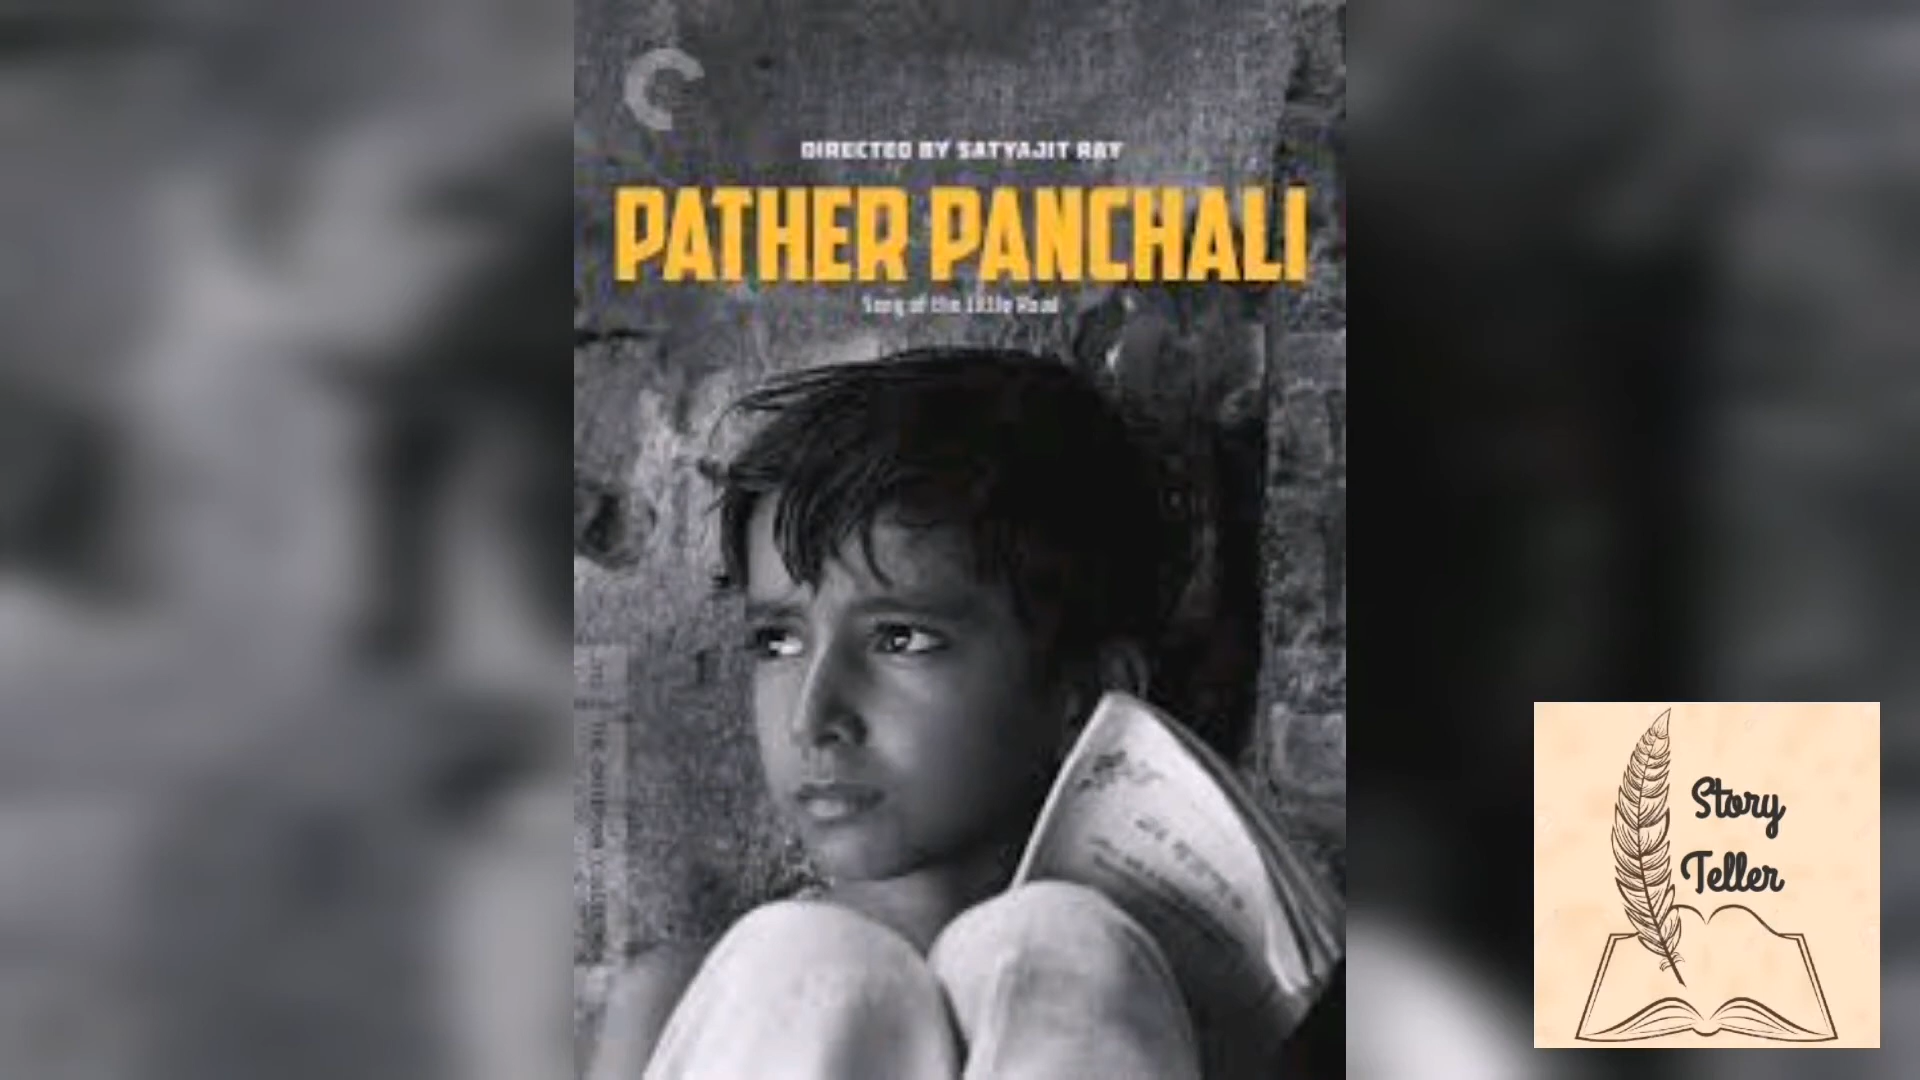 DIRECTED BY SATYAJIT RAY
PATHER PANCHALI
Song of the Little Road
Story
Teller